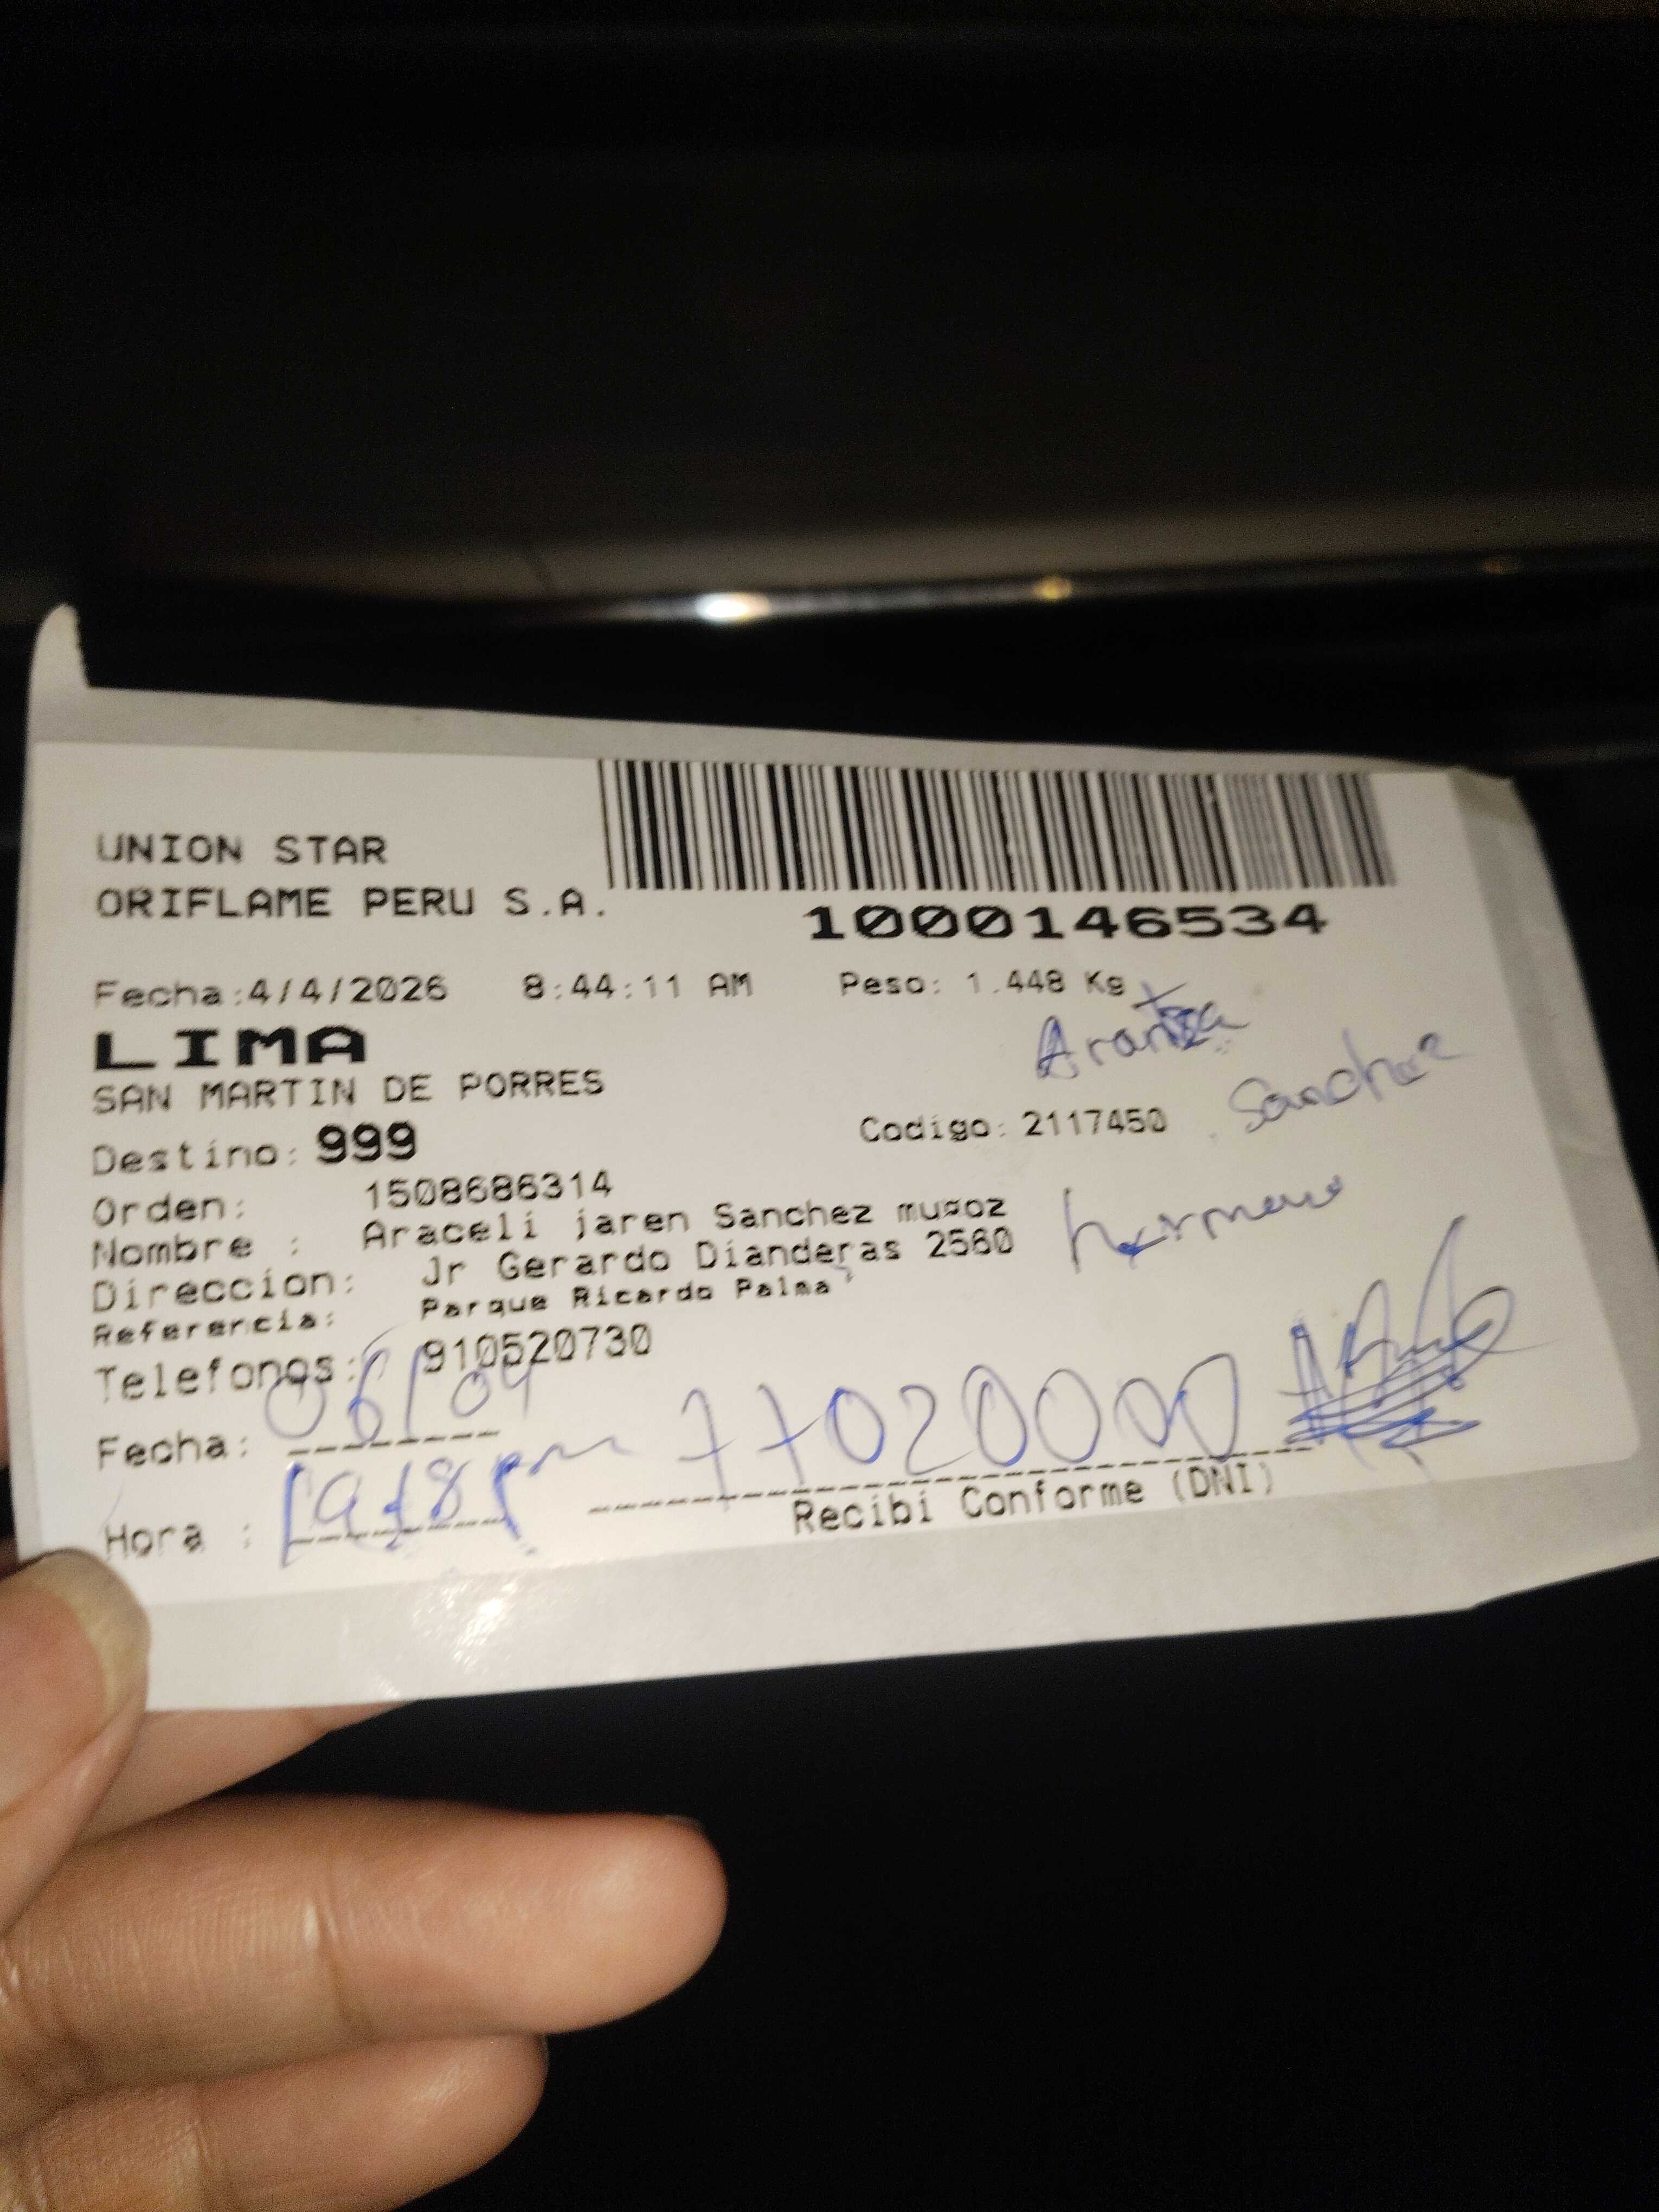 UNION STAR
ORIFLAME PERU S.A.
1000146534
Fecha:4/4/2026 8:44:11 AM Peso: 1.448 Kg
LIMA
Arantza
SAN MARTIN DE PORRES
Sanchez
Destino: 999 Codigo: 2117450
Orden: 1508686314
Nombre : Araceli jaren Sanchez muñoz
Direccion: Jr Gerardo Dianderas 2560
Referencia: Parque Ricardo Palma
Telefonos: 910520730
Fecha: 06/04
77020000
Hora :
Recibi Conforme (DNI)